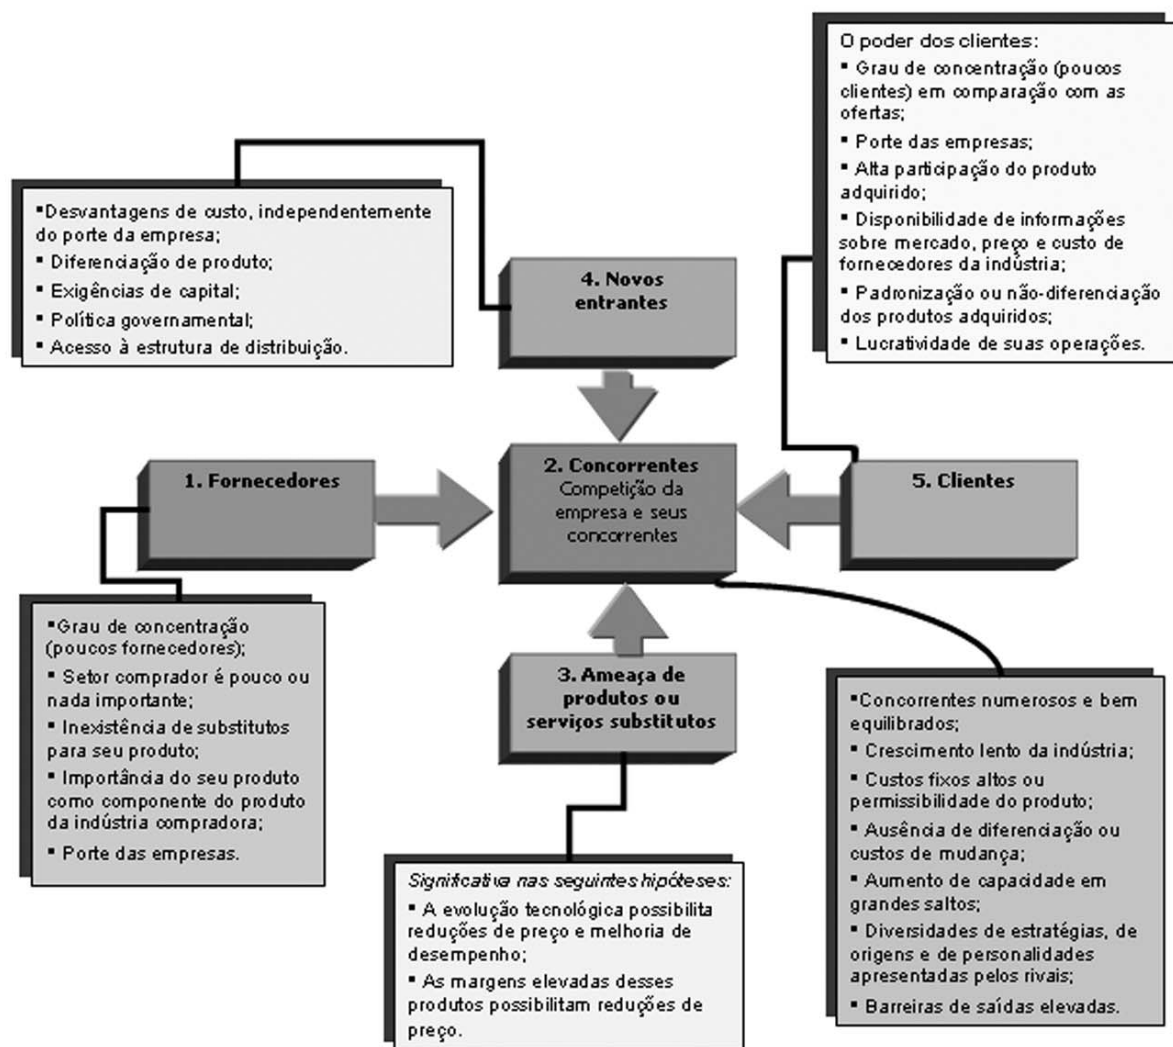 O poder dos clientes:
▪ Grau de concentração (poucos
clientes) em comparação com as
ofertas;
▪ Porte das empresas;
▪ Alta participação do produto
adquirido;
▪ Disponibilidade de informações
sobre mercado, preço e custo de
fornecedores da indústria;
▪ Padronização ou não-diferenciação
dos produtos adquiridos;
▪ Lucratividade de suas operações.
▪Desvantagens de custo, independentemente
do porte da empresa;
▪ Diferenciação de produto;
▪ Exigências de capital;
▪ Política governamental;
▪ Acesso à estrutura de distribuição.
4. Novos
entrantes
1. Fornecedores
2. Concorrentes
Competição da
empresa e seus
concorrentes
5. Clientes
▪Grau de concentração
(poucos fornecedores);
▪ Setor comprador é pouco ou
nada importante;
▪ Inexistência de substitutos
para seu produto;
▪ Importância do seu produto
como componente do produto
da indústria compradora;
▪ Porte das empresas.
3. Ameaça de
produtos ou
serviços substitutos
Significativa nas seguintes hipóteses:
▪ A evolução tecnológica possibilita
reduções de preço e melhoria de
desempenho;
▪ As margens elevadas desses
produtos possibilitam reduções de
preço.
▪Concorrentes numerosos e bem
equilibrados;
▪ Crescimento lento da indústria;
▪ Custos fixos altos ou
permissibilidade do produto;
▪ Ausência de diferenciação ou
custos de mudança;
▪ Aumento de capacidade em
grandes saltos;
▪ Diversidades de estratégias, de
origens e de personalidades
apresentadas pelos rivais;
▪ Barreiras de saídas elevadas.